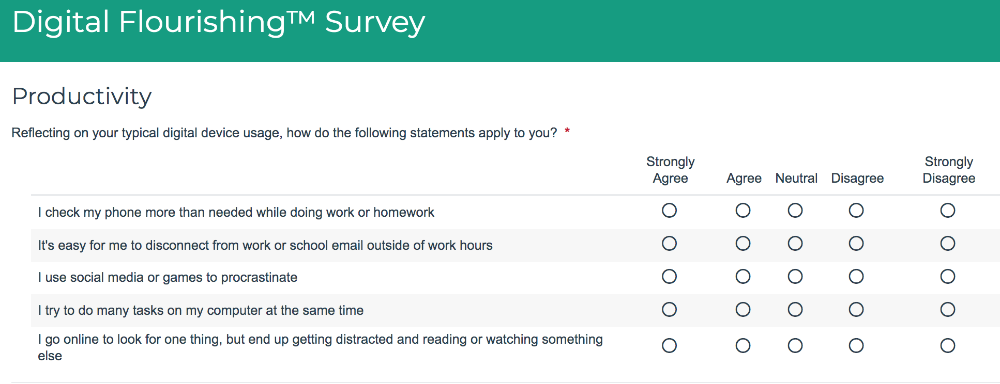 Digital Flourishing™ Survey
Productivity
Reflecting on your typical digital device usage, how do the following statements apply to you? *
Strongly Agree Agree Neutral Disagree Strongly Disagree
I check my phone more than needed while doing work or homework
It's easy for me to disconnect from work or school email outside of work hours
I use social media or games to procrastinate
I try to do many tasks on my computer at the same time
I go online to look for one thing, but end up getting distracted and reading or watching something
else